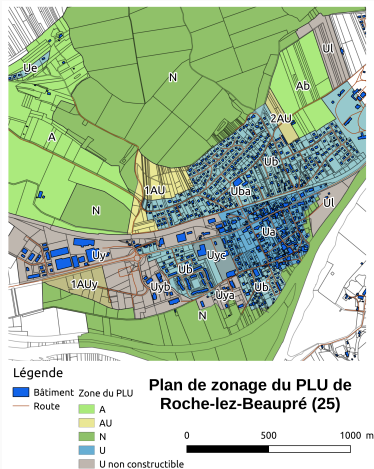 Ue
N
Ul
Ab
A
2AU
Ub
1AU
Uba
N
Ul
Ua
Uy
Uyc
Ub
1AUy
Uyb
Uya
Ub
N
Légende
Bâtiment
Route
Zone du PLU
A
AU
N
U
U non constructible
Plan de zonage du PLU de
Roche-lez-Beaupré (25)
0 500 1000 m